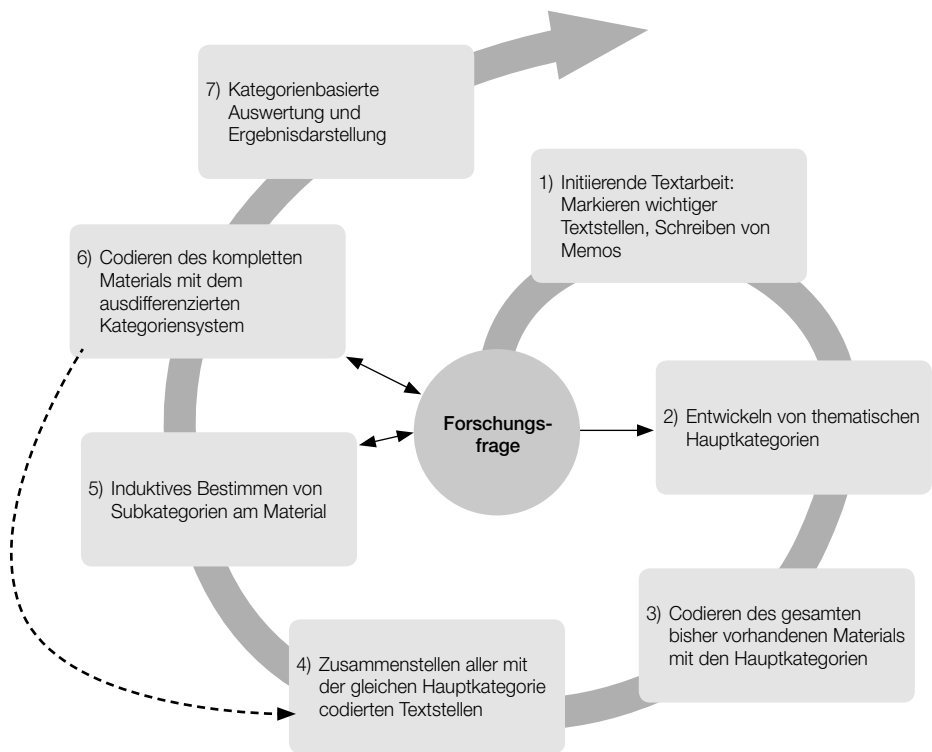 7) Kategorienbasierte
Auswertung und
Ergebnisdarstellung
1) Initiierende Textarbeit:
Markieren wichtiger
Textstellen, Schreiben von
Memos
6) Codieren des kompletten
Materials mit dem
ausdifferenzierten
Kategoriensystem
Forschungs-
frage
2) Entwickeln von thematischen
Hauptkategorien
5) Induktives Bestimmen von
Subkategorien am Material
3) Codieren des gesamten
bisher vorhandenen Materials
mit den Hauptkategorien
4) Zusammenstellen aller mit
der gleichen Hauptkategorie
codierten Textstellen